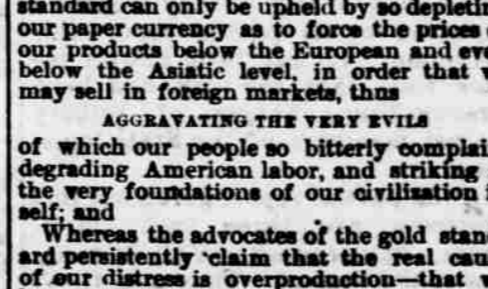 standard can only be upheld by so depletin
our paper currency as to force the prices
our products below the European and eve
below the Asiatic level, in order that w
may sell in foreign markets, thus
AGGRAVATING THE VERY EVILS
of which our people so bitterly complai
degrading American labor, and striking
the very foundations of our civilization i
self; and
Whereas the advocates of the gold stan
ard persistently claim that the real cau
of our distress is overproduction—that w